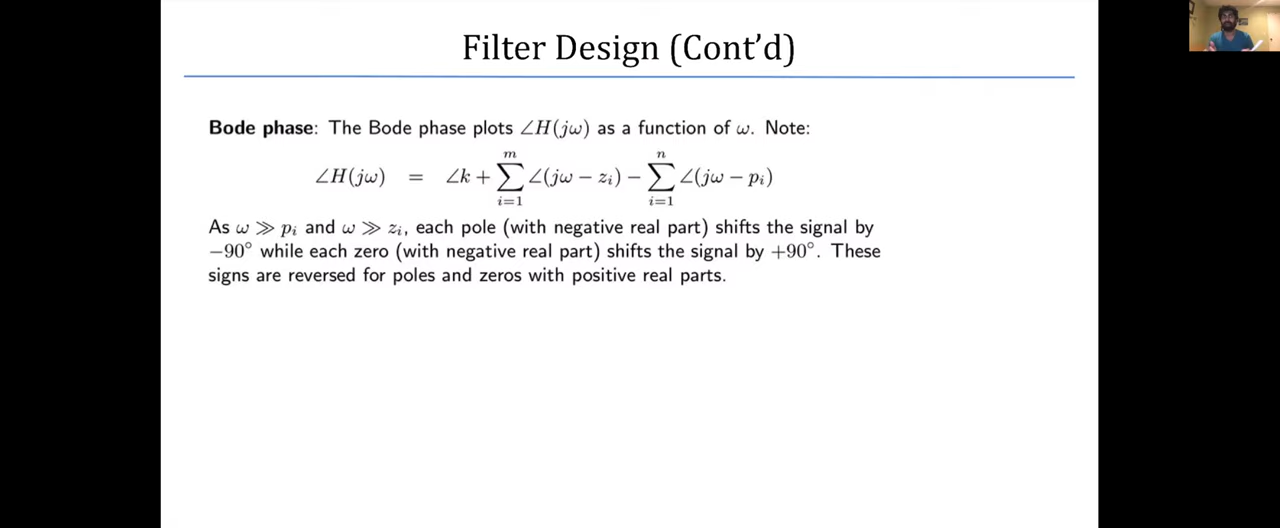 Filter Design (Cont’d)
Bode phase: The Bode phase plots ∠H(jω) as a function of ω. Note:
∠H(jω) = ∠k + ∑_{i=1}^{m} ∠(jω − z_i) − ∑_{i=1}^{n} ∠(jω − p_i)
As ω ≫ p_i and ω ≫ z_i, each pole (with negative real part) shifts the signal by
−90° while each zero (with negative real part) shifts the signal by +90°. These
signs are reversed for poles and zeros with positive real parts.